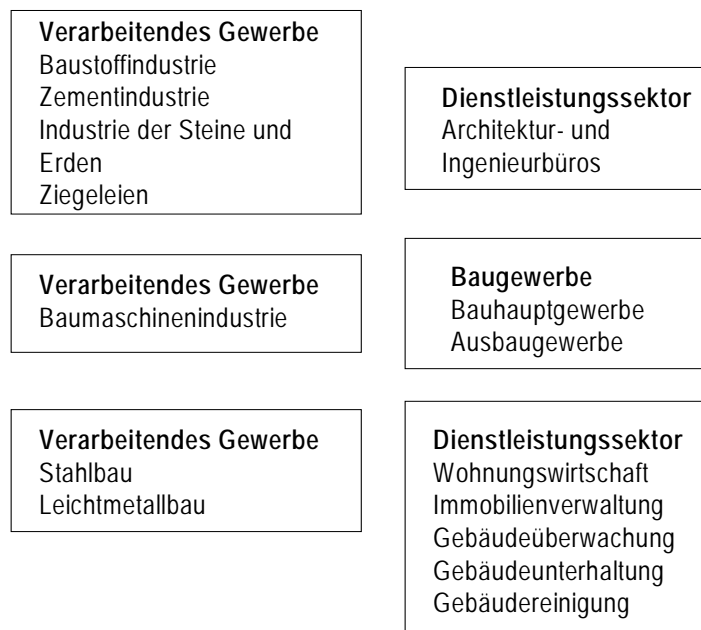 Verarbeitendes Gewerbe
Baustoffindustrie
Zementindustrie
Industrie der Steine und
Erden
Ziegeleien
Verarbeitendes Gewerbe
Baumaschinenindustrie
Verarbeitendes Gewerbe
Stahlbau
Leichtmetallbau
Dienstleistungssektor
Architektur- und
Ingenieurbüros
Baugewerbe
Bauhauptgewerbe
Ausbaugewerbe
Dienstleistungssektor
Wohnungswirtschaft
Immobilienverwaltung
Gebäudeüberwachung
Gebäudeunterhaltung
Gebäudereinigung